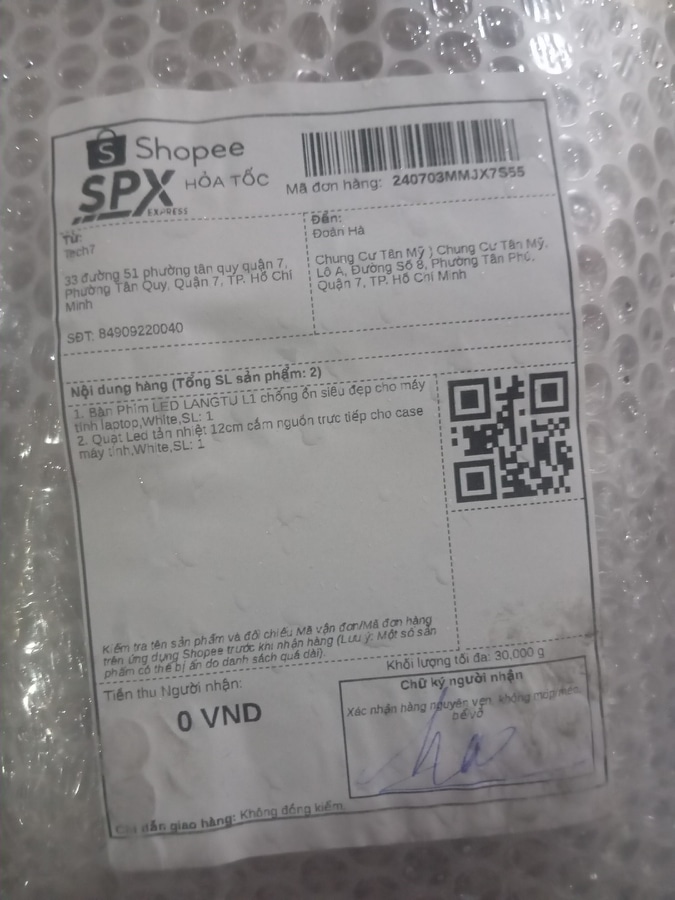 Shopee
SPX HỎA TỐC
EXPRESS
Mã đơn hàng: 240703MMJX7S55
Từ:
Tech7
33 đường 51 phường tân quy quận 7,
Phường Tân Quy, Quận 7, TP. Hồ Chí
Minh
SĐT: 84909220040
Đến:
Đoàn Hà
Chung Cư Tân Mỹ ) Chung Cư Tân Mỹ,
Lô A, Đường Số 8, Phường Tân Phú,
Quận 7, TP. Hồ Chí Minh
Nội dung hàng (Tổng SL sản phẩm: 2)
1. Bàn Phím LED LANGTU L1 chống ồn siêu đẹp cho máy
tính laptop,White,SL: 1
2. Quạt Led tản nhiệt 12cm cắm nguồn trực tiếp cho case
máy tính,White,SL: 1
Kiểm tra tên sản phẩm và đối chiếu Mã vận đơn/Mã đơn hàng
trên ứng dụng Shopee trước khi nhận hàng (Lưu ý: Một số sản
phẩm có thể bị ẩn do danh sách quá dài).
Khối lượng tối đa: 30,000 g
Tiền thu Người nhận:
0 VND
Chữ ký người nhận
Xác nhận hàng nguyên vẹn, không móp/méo,
bể/vỡ
Chỉ dẫn giao hàng: Không đồng kiểm.